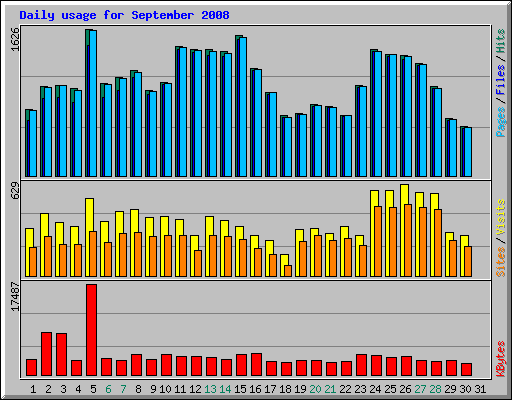 Daily usage for September 2008
1626
Pages / Files / Hits
629
Sites / Visits
17487
KBytes
1 2 3 4 5 6 7 8 9 10 11 12 13 14 15 16 17 18 19 20 21 22 23 24 25 26 27 28 29 30 31